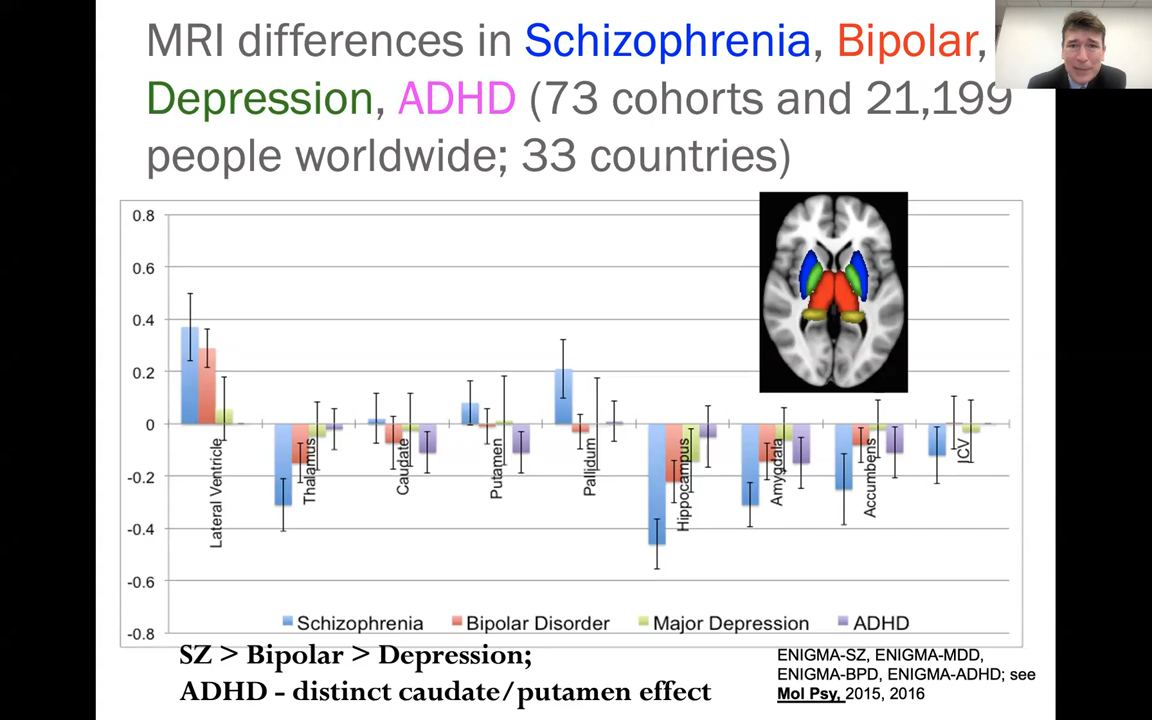 MRI differences in Schizophrenia, Bipolar,
Depression, ADHD (73 cohorts and 21,199
people worldwide; 33 countries)
0.8
0.6
0.4
0.2
0
-0.2
-0.4
-0.6
-0.8
Lateral Ventricle
Thalamus
Caudate
Putamen
Pallidum
Hippocampus
Amygdala
Accumbens
ICV
Schizophrenia Bipolar Disorder Major Depression ADHD
SZ > Bipolar > Depression;
ADHD - distinct caudate/putamen effect
ENIGMA-SZ, ENIGMA-MDD,
ENIGMA-BPD, ENIGMA-ADHD; see
Mol Psy, 2015, 2016